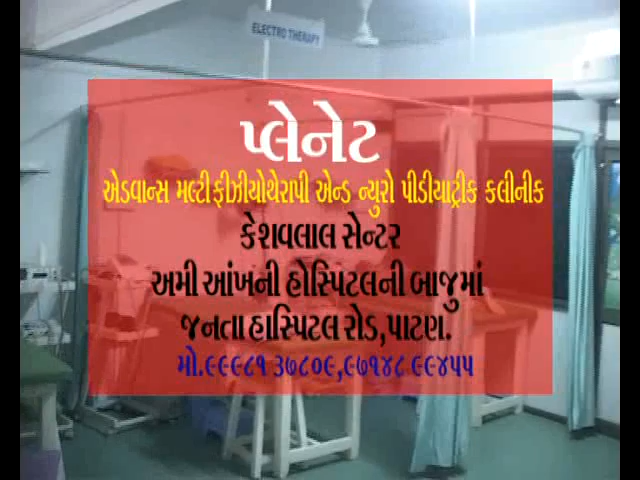 ELECTRO THERAPY
પ્લેનેટ
એડવાન્સ મલ્ટીફીઝીયોથેરાપી એન્ડ ન્યુરો પીડીયાટ્રીક કલીનીક
કેશવલાલ સેન્ટર
અમી આંખની હોસ્પિટલની બાજુમાં
જનતા હાસ્પિટલ રોડ,પાટણ.
મો.૯૯૯૮૧ ૩૭૮૦૯,૯૭૧૪૮ ૯૯૪૫૫